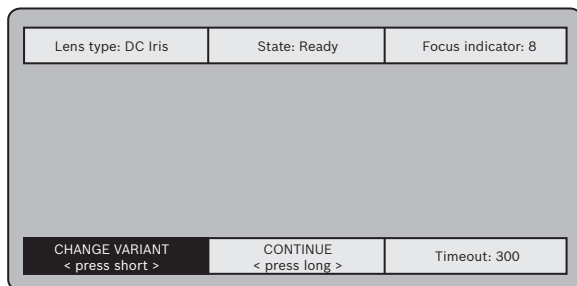 Lens type: DC Iris
State: Ready
Focus indicator: 8
CHANGE VARIANT
< press short >
CONTINUE
< press long >
Timeout: 300